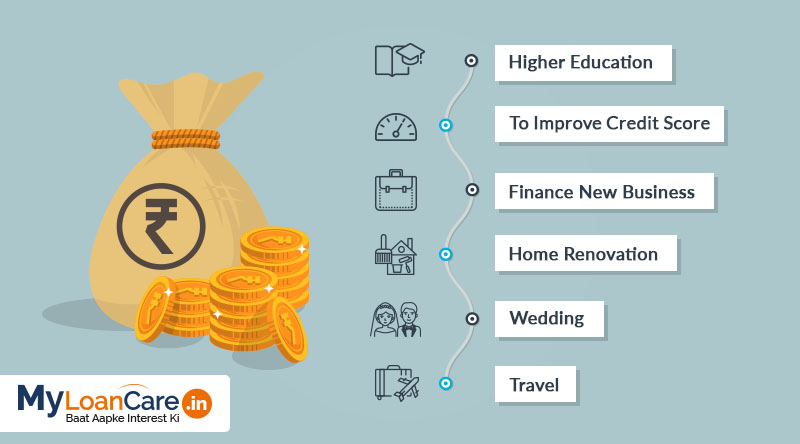 ₹
Higher Education
To Improve Credit Score
Finance New Business
Home Renovation
Wedding
Travel
MyLoanCare.in
Baat Aapke Interest Ki